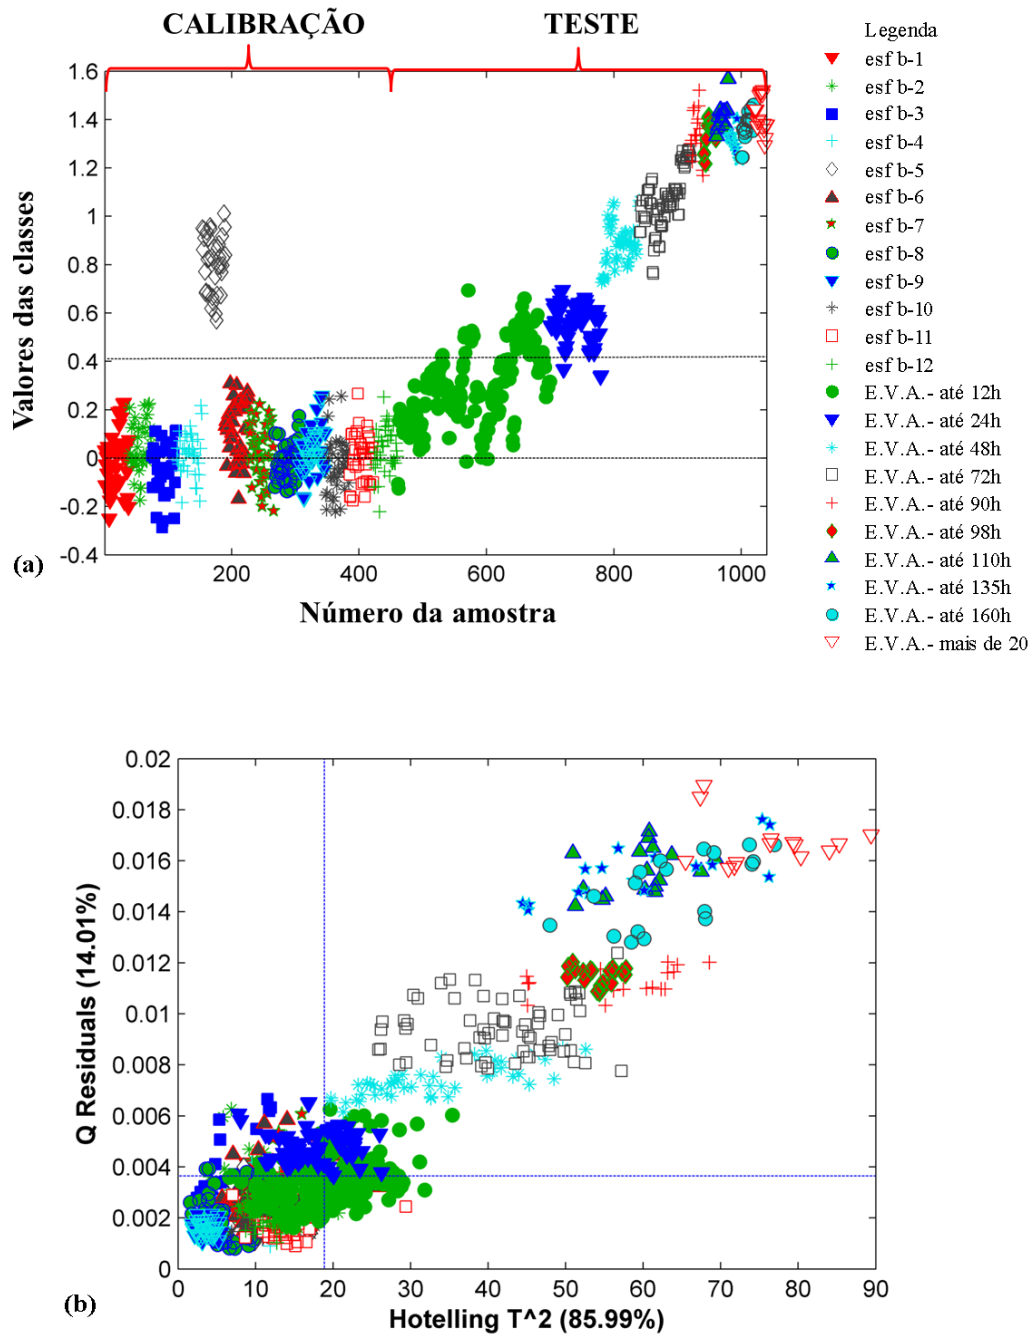 CALIBRAÇÃO TESTE
Legenda
esf b-1
esf b-2
esf b-3
esf b-4
esf b-5
esf b-6
esf b-7
esf b-8
esf b-9
esf b-10
esf b-11
esf b-12
E.V.A.- até 12h
E.V.A.- até 24h
E.V.A.- até 48h
E.V.A.- até 72h
E.V.A.- até 90h
E.V.A.- até 98h
E.V.A.- até 110h
E.V.A.- até 135h
E.V.A.- até 160h
E.V.A.- mais de 20
Valores das classes
1.6
1.4
1.2
1
0.8
0.6
0.4
0.2
0
-0.2
-0.4
200 400 600 800 1000
Número da amostra
(a)
Q Residuals (14.01%)
0.02
0.018
0.016
0.014
0.012
0.01
0.008
0.006
0.004
0.002
0
0 10 20 30 40 50 60 70 80 90
Hotelling T^2 (85.99%)
(b)